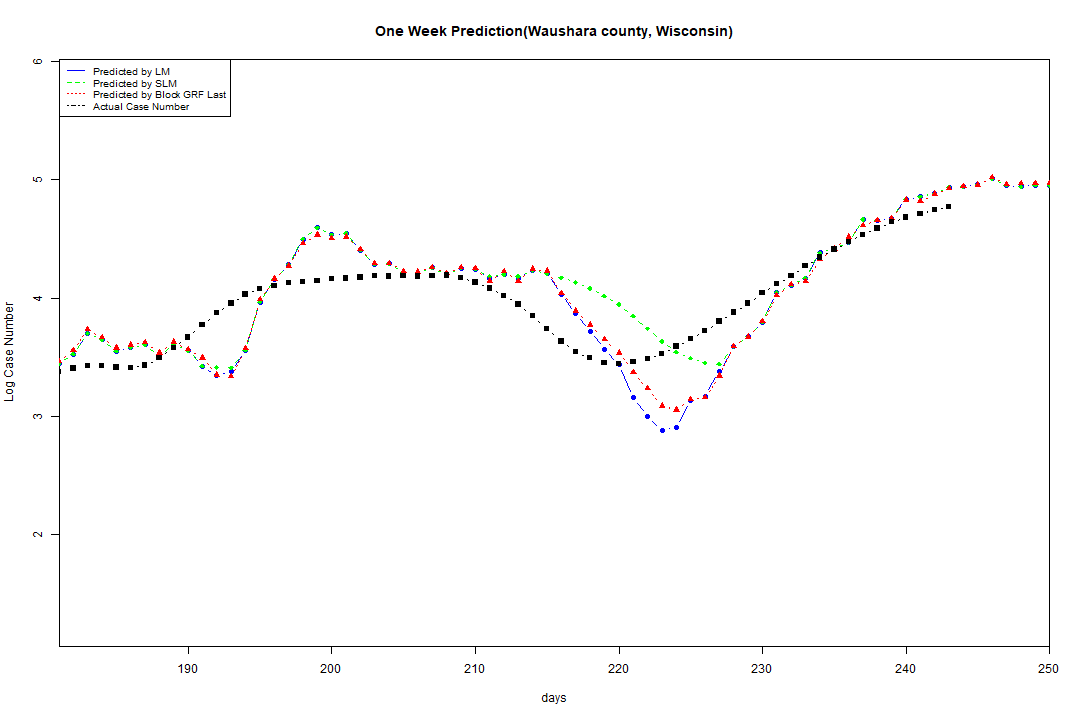 One Week Prediction(Waushara county, Wisconsin)
Predicted by LM
Predicted by SLM
Predicted by Block GRF Last
Actual Case Number
6
5
4
3
2
Log Case Number
190 200 210 220 230 240 250
days